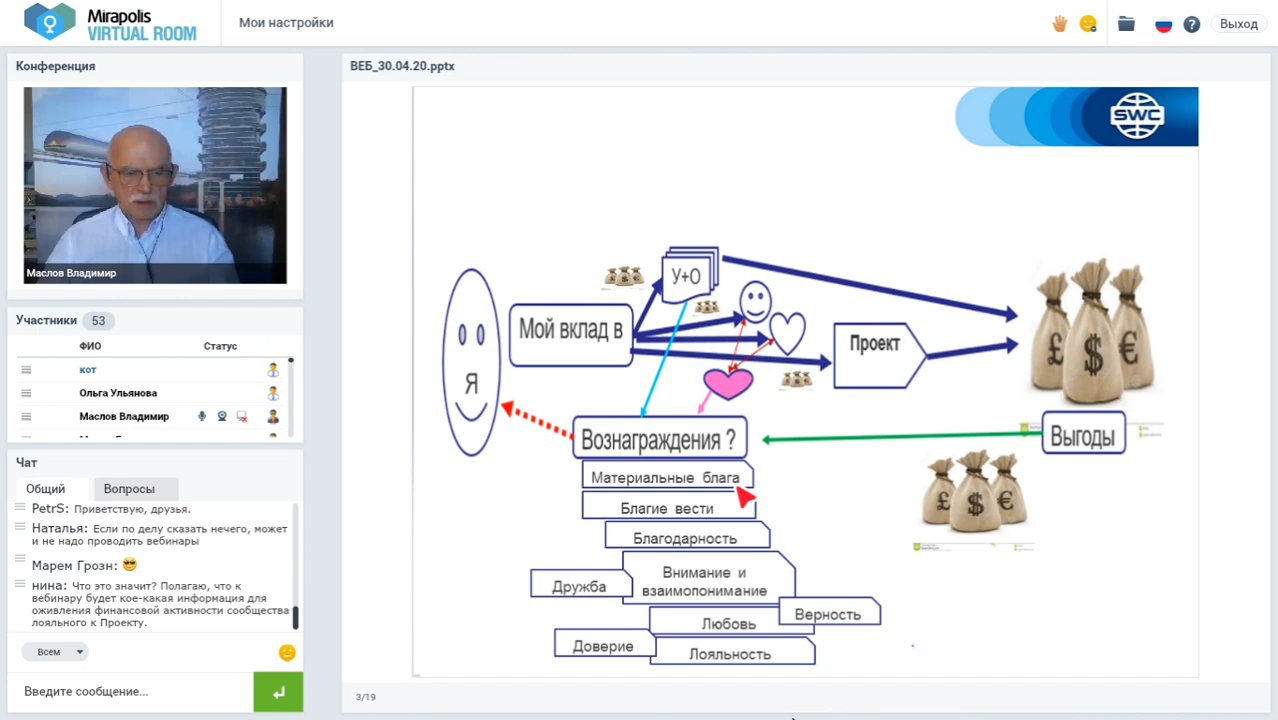 Mirapolis
VIRTUAL ROOM
Мои настройки
Выход
Конференция
Маслов Владимир
Участники 53
ФИО Статус
кот
Ольга Ульянова
Маслов Владимир
Чат
Общий Вопросы
PetrS: Приветствую, друзья.
Наталья: Если по делу сказать нечего, может
и не надо проводить вебинары
Марем Грозн:
нина: Что это значит? Полагаю, что к
вебинару будет кое-какая информация для
оживления финансовой активности сообщества
лояльного к Проекту.
Всем
Введите сообщение...
ВЕБ_30.04.20.pptx
SWC
У+О
Мой вклад в
Проект
£ $ €
Я
Вознаграждения ?
Выгоды
Материальные блага
£ $ €
Благие вести
Благодарность
Внимание и
взаимопонимание
Дружба
Верность
Любовь
Доверие
Лояльность
3/19